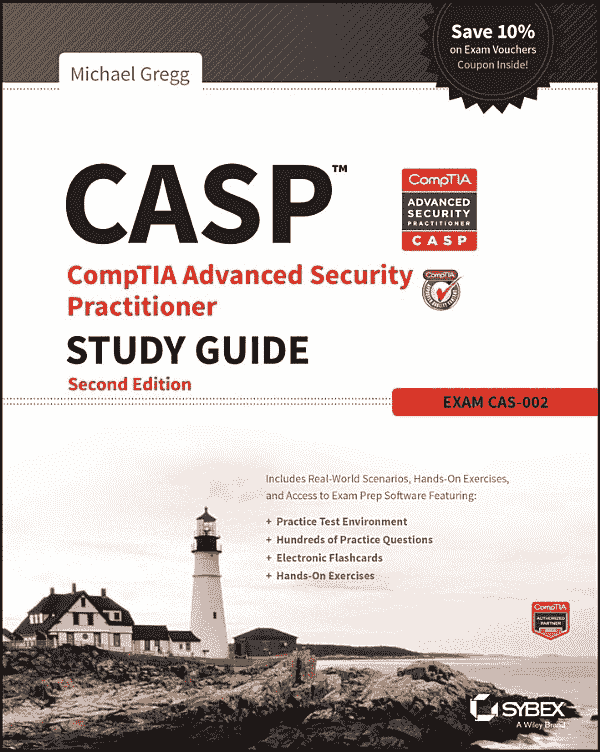 Save 10%
on Exam Vouchers
Coupon Inside!
Michael Gregg
CASP™
CompTIA
ADVANCED
SECURITY
PRACTITIONER
CASP
CompTIA Advanced Security
Practitioner
CompTIA
STUDY GUIDE
Second Edition
EXAM CAS-002
Includes Real-World Scenarios, Hands-On Exercises,
and Access to Exam Prep Software Featuring:
+ Practice Test Environment
+ Hundreds of Practice Questions
+ Electronic Flashcards
+ Hands-On Exercises
CompTIA
AUTHORIZED
PARTNER
SYBEX
A Wiley Brand